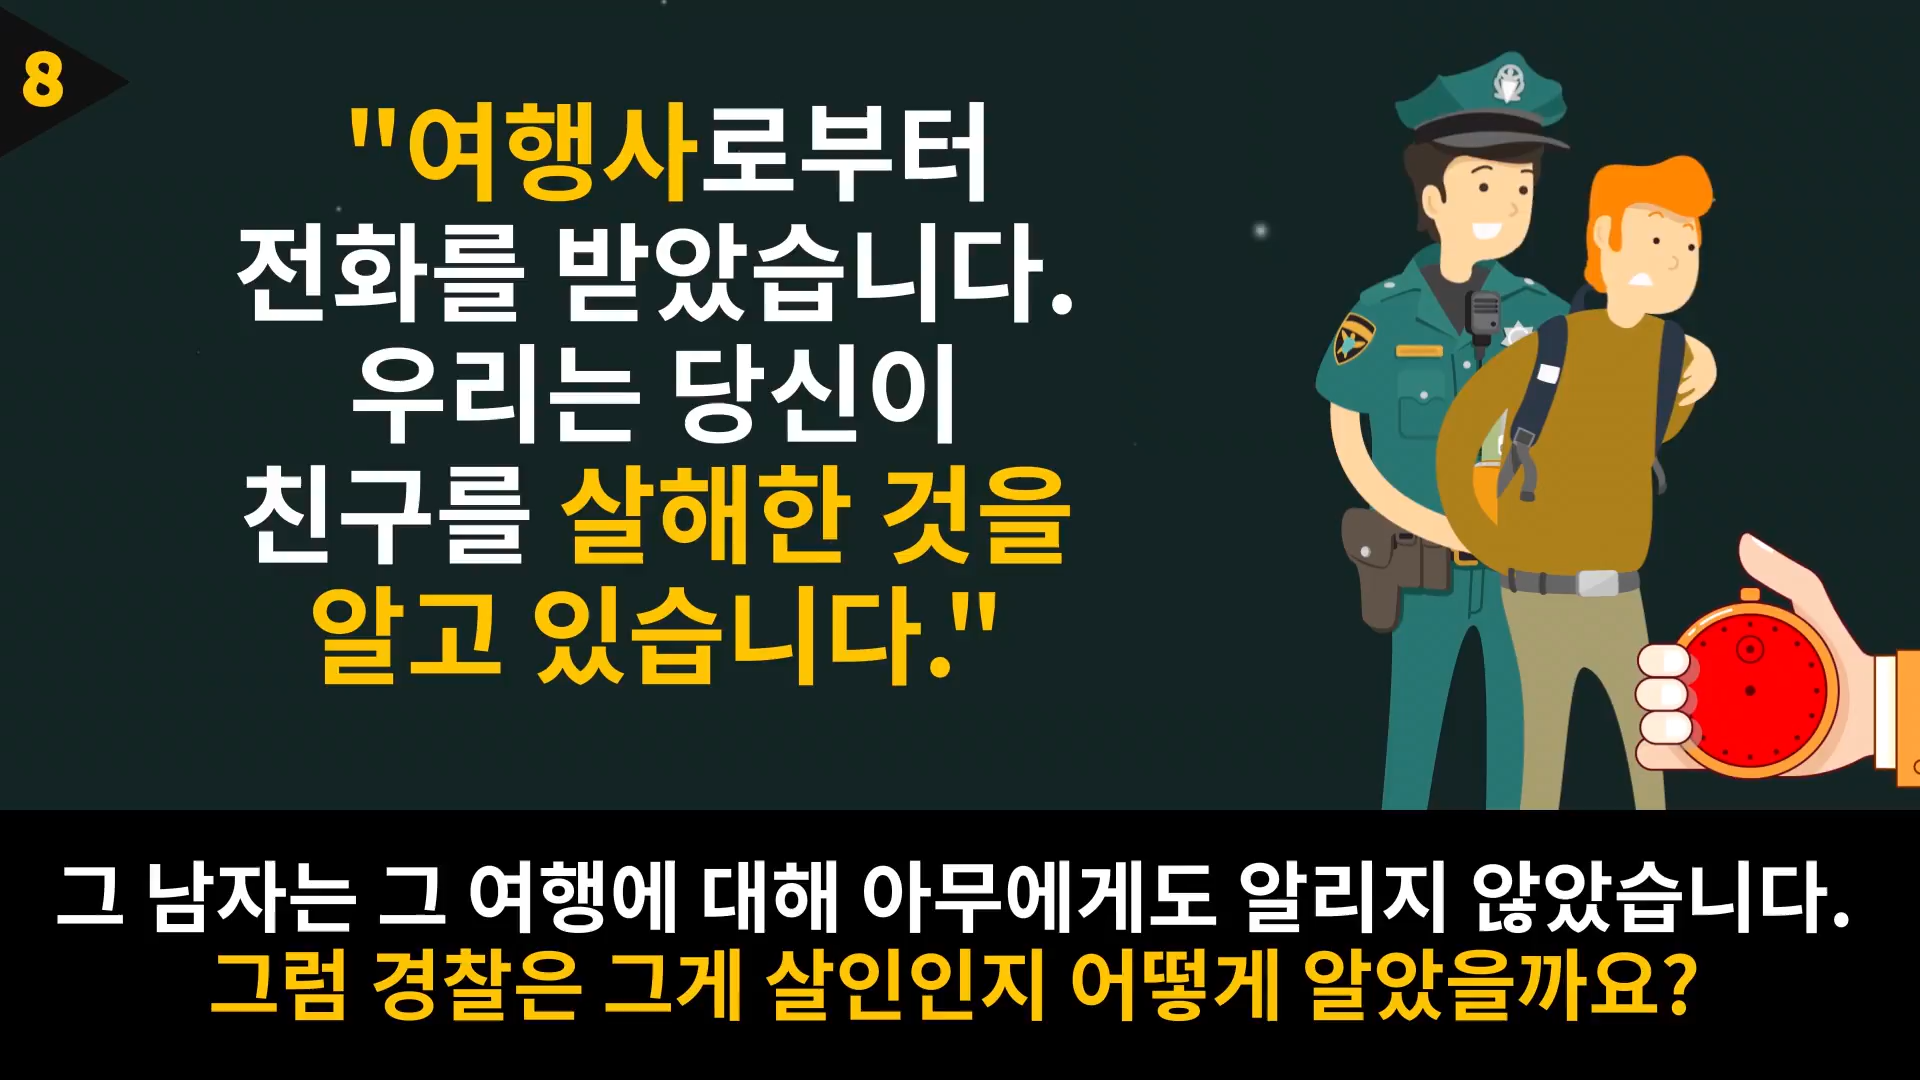 8
"여행사로부터
전화를 받았습니다.
우리는 당신이
친구를 살해한 것을
알고 있습니다."
그 남자는 그 여행에 대해 아무에게도 알리지 않았습니다.
그럼 경찰은 그게 살인인지 어떻게 알았을까요?